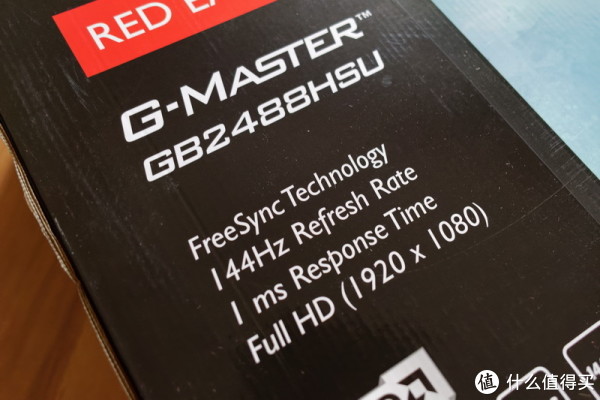 RED
G-MASTER™
GB2488HSU
FreeSync Technology
144Hz Refresh Rate
1 ms Response Time
Full HD (1920 x 1080)
值 什么值得买